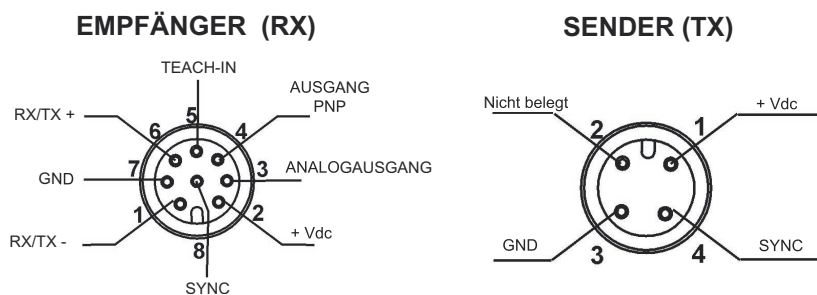 EMPFÄNGER (RX)
TEACH-IN
AUSGANG
PNP
RX/TX +
5
6
4
GND
7
3
ANALOGAUSGANG
1
2
RX/TX -
+ Vdc
8
SYNC
SENDER (TX)
Nicht belegt
+ Vdc
2
1
GND
3
4
SYNC